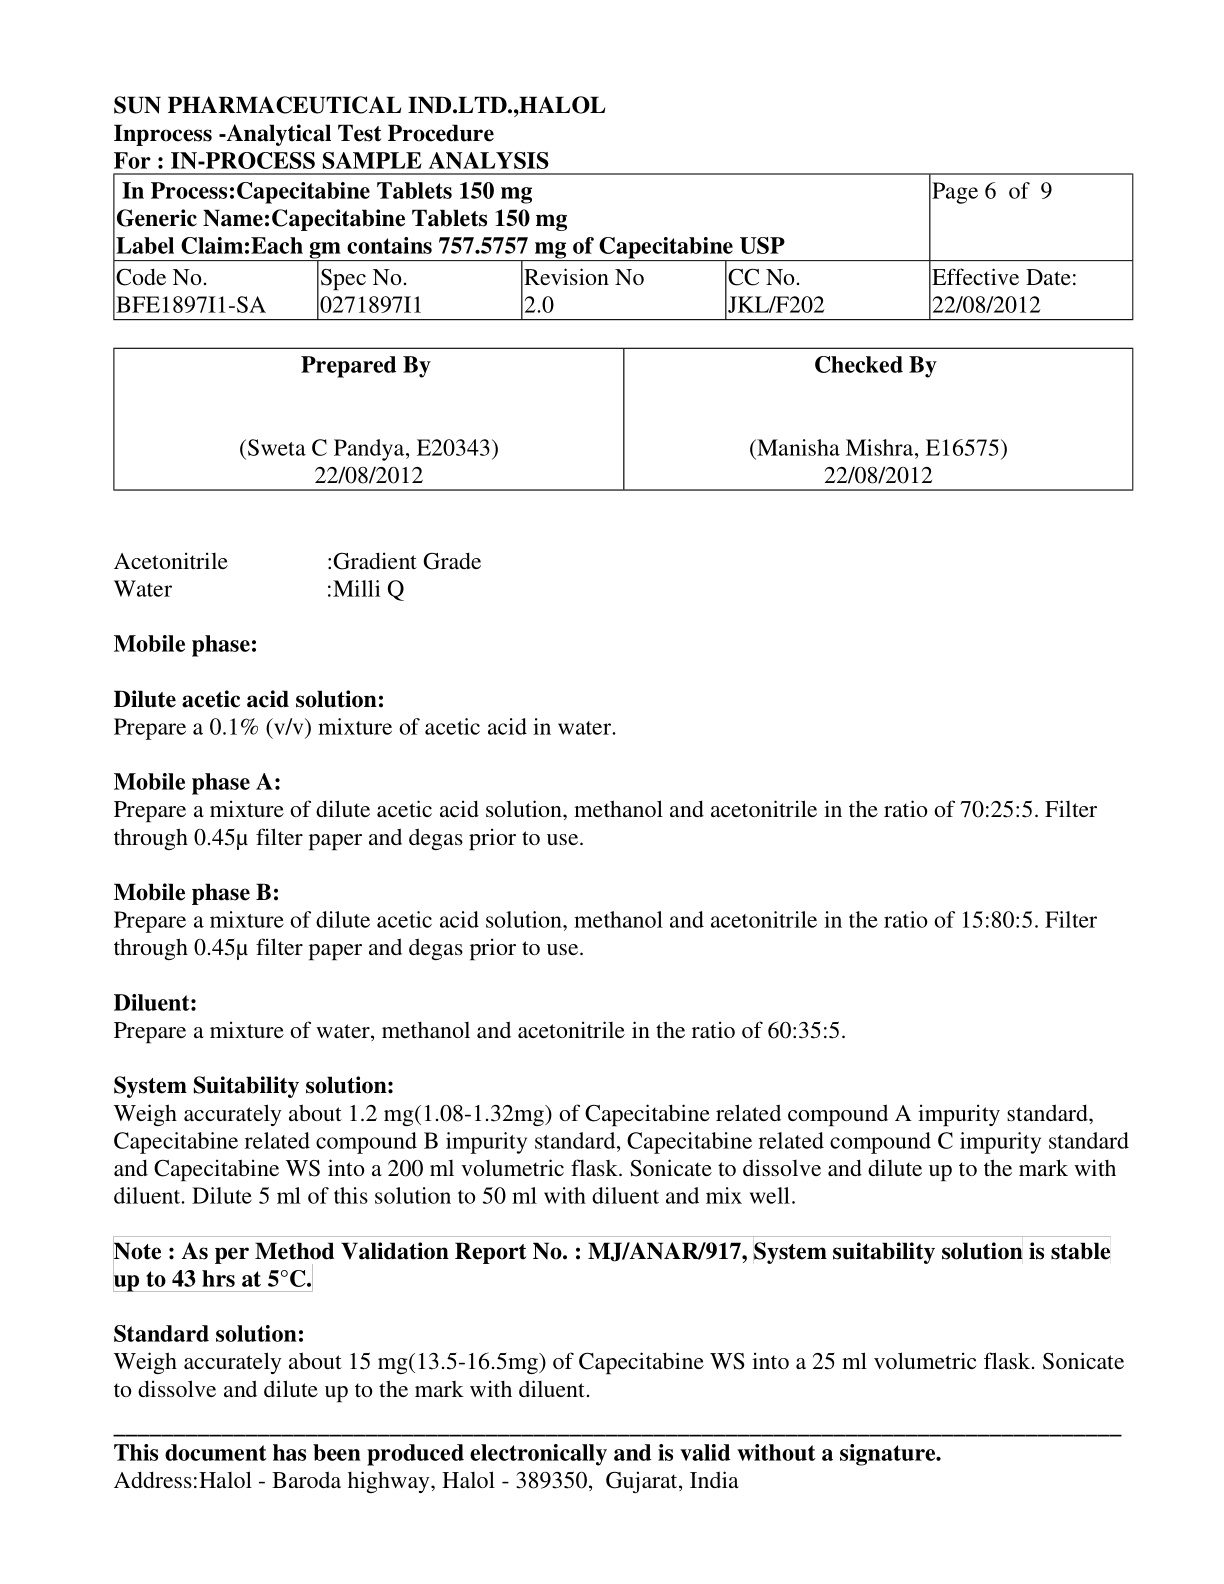 SUN PHARMACEUTICAL IND.LTD.,HALOL
Inprocess -Analytical Test Procedure
For : IN-PROCESS SAMPLE ANALYSIS
In Process:Capecitabine Tablets 150 mg
Generic Name:Capecitabine Tablets 150 mg
Label Claim:Each gm contains 757.5757 mg of Capecitabine USP
Page 6 of 9
Code No.
BFE1897I1-SA
Spec No.
0271897I1
Revision No
2.0
CC No.
JKL/F202
Effective Date:
22/08/2012
Prepared By
(Sweta C Pandya, E20343)
22/08/2012
Checked By
(Manisha Mishra, E16575)
22/08/2012
Acetonitrile :Gradient Grade
Water :Milli Q
Mobile phase:
Dilute acetic acid solution:
Prepare a 0.1% (v/v) mixture of acetic acid in water.
Mobile phase A:
Prepare a mixture of dilute acetic acid solution, methanol and acetonitrile in the ratio of 70:25:5. Filter
through 0.45µ filter paper and degas prior to use.
Mobile phase B:
Prepare a mixture of dilute acetic acid solution, methanol and acetonitrile in the ratio of 15:80:5. Filter
through 0.45µ filter paper and degas prior to use.
Diluent:
Prepare a mixture of water, methanol and acetonitrile in the ratio of 60:35:5.
System Suitability solution:
Weigh accurately about 1.2 mg(1.08-1.32mg) of Capecitabine related compound A impurity standard,
Capecitabine related compound B impurity standard, Capecitabine related compound C impurity standard
and Capecitabine WS into a 200 ml volumetric flask. Sonicate to dissolve and dilute up to the mark with
diluent. Dilute 5 ml of this solution to 50 ml with diluent and mix well.
Note : As per Method Validation Report No. : MJ/ANAR/917, System suitability solution is stable
up to 43 hrs at 5°C.
Standard solution:
Weigh accurately about 15 mg(13.5-16.5mg) of Capecitabine WS into a 25 ml volumetric flask. Sonicate
to dissolve and dilute up to the mark with diluent.
This document has been produced electronically and is valid without a signature.
Address:Halol - Baroda highway, Halol - 389350, Gujarat, India